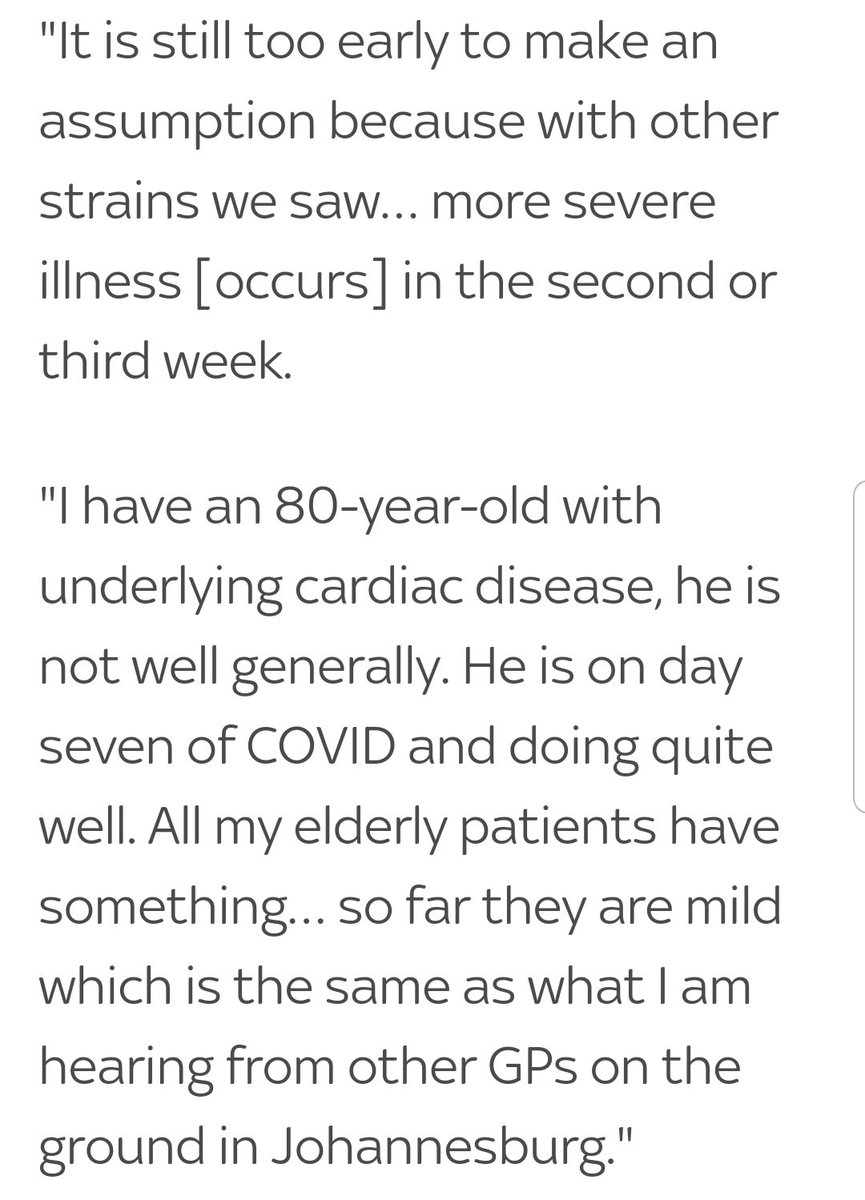 "It is still too early to make an
assumption because with other
strains we saw... more severe
illness [occurs] in the second or
third week.
"I have an 80-year-old with
underlying cardiac disease, he is
not well generally. He is on day
seven of COVID and doing quite
well. All my elderly patients have
something... so far they are mild
which is the same as what I am
hearing from other GPs on the
ground in Johannesburg."